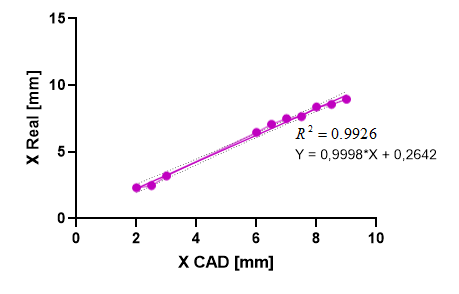 15
10
5
0
X Real [mm]
R² = 0.9926
Y = 0,9998*X + 0,2642
0 2 4 6 8 10
X CAD [mm]